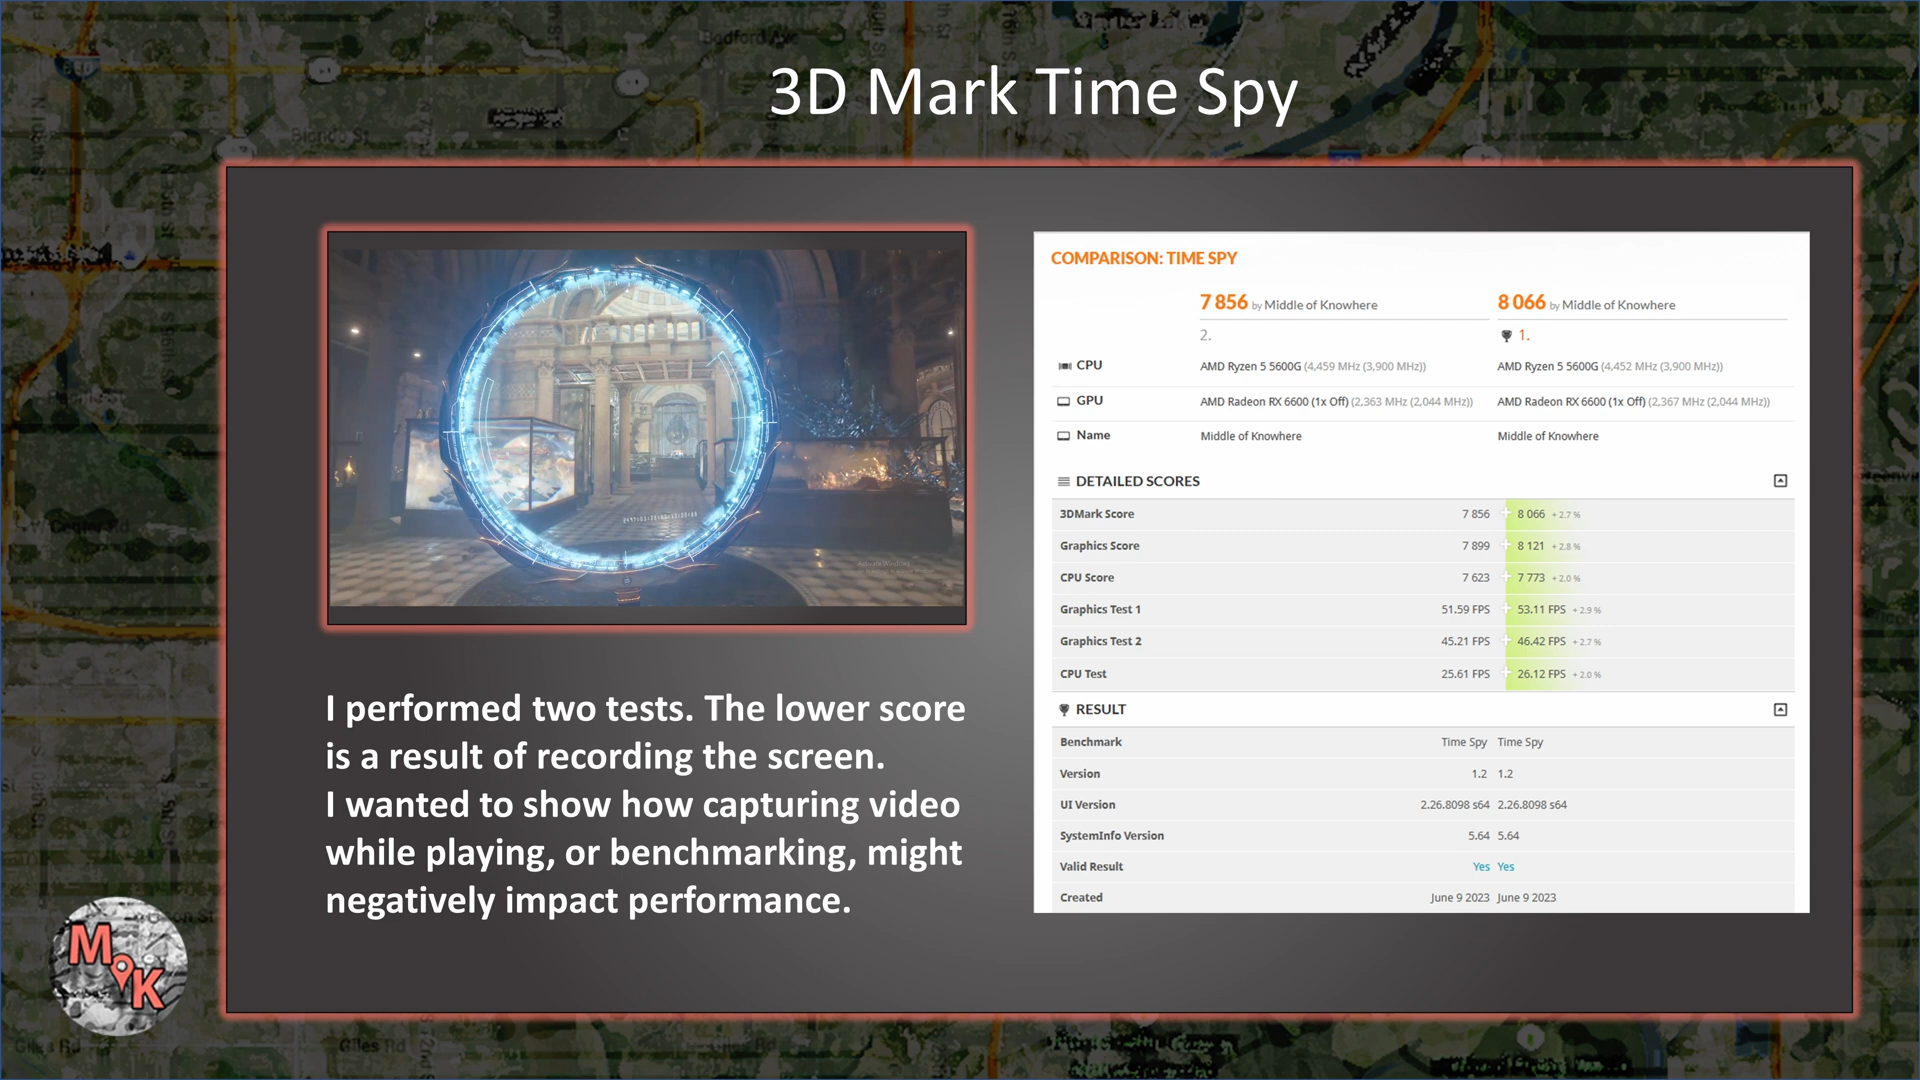 3D Mark Time Spy
I performed two tests. The lower score
is a result of recording the screen.
I wanted to show how capturing video
while playing, or benchmarking, might
negatively impact performance.
COMPARISON: TIME SPY
7 856 by Middle of Knowhere 8 066 by Middle of Knowhere
2. 1.
CPU AMD Ryzen 5 5600G (4,459 MHz (3,900 MHz)) AMD Ryzen 5 5600G (4,452 MHz (3,900 MHz))
GPU AMD Radeon RX 6600 (1x Off) (2,363 MHz (2,044 MHz)) AMD Radeon RX 6600 (1x Off) (2,367 MHz (2,044 MHz))
Name Middle of Knowhere Middle of Knowhere
DETAILED SCORES
3DMark Score 7 856 8 066 + 2.7 %
Graphics Score 7 899 8 121 + 2.8 %
CPU Score 7 623 7 773 + 2.0 %
Graphics Test 1 51.59 FPS 53.11 FPS + 2.9 %
Graphics Test 2 45.21 FPS 46.42 FPS + 2.7 %
CPU Test 25.61 FPS 26.12 FPS + 2.0 %
RESULT
Benchmark Time Spy Time Spy
Version 1.2 1.2
UI Version 2.26.8098 s64 2.26.8098 s64
SystemInfo Version 5.64 5.64
Valid Result Yes Yes
Created June 9 2023 June 9 2023
M K
Bedford Ave
Blondo St
Giles Rd
Giles Rd